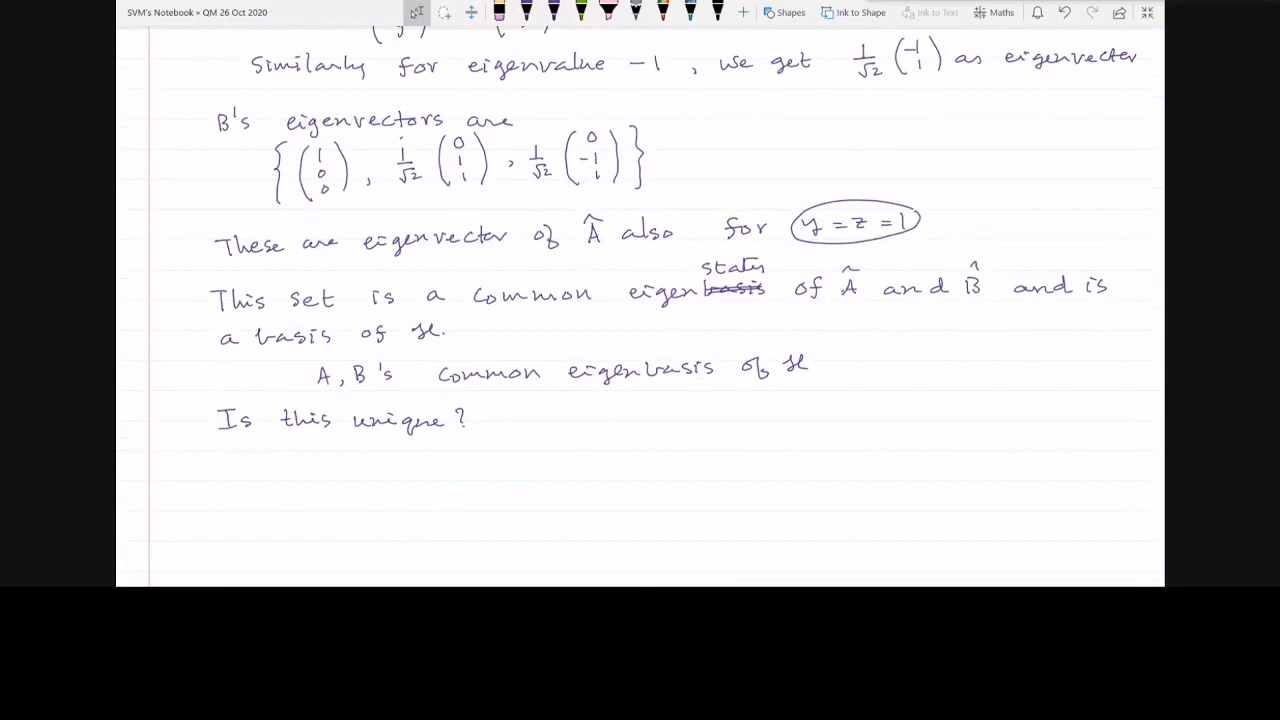 SVM's Notebook » QM 26 Oct 2020
Shapes Ink to Shape Ink to Text Maths
Similarly for eigenvalue -1, we get 1/√2 (-1 1) as eigenvector
B's eigenvectors are
{ (1 0 0), 1/√2 (0 1 1), 1/√2 (0 -1 1) }
These are eigenvector of Â also for y = z = 1
states
This set is a common eigenbasis of Â and B̂ and is
a basis of ℋ.
A, B's common eigenbasis of ℋ
Is this unique?